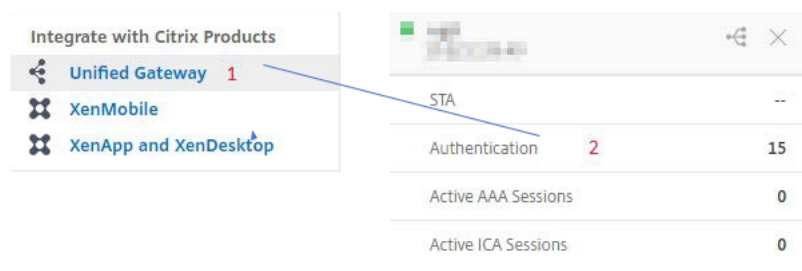 Integrate with Citrix Products
Unified Gateway 1
XenMobile
XenApp and XenDesktop
STA --
Authentication 2 15
Active AAA Sessions 0
Active ICA Sessions 0